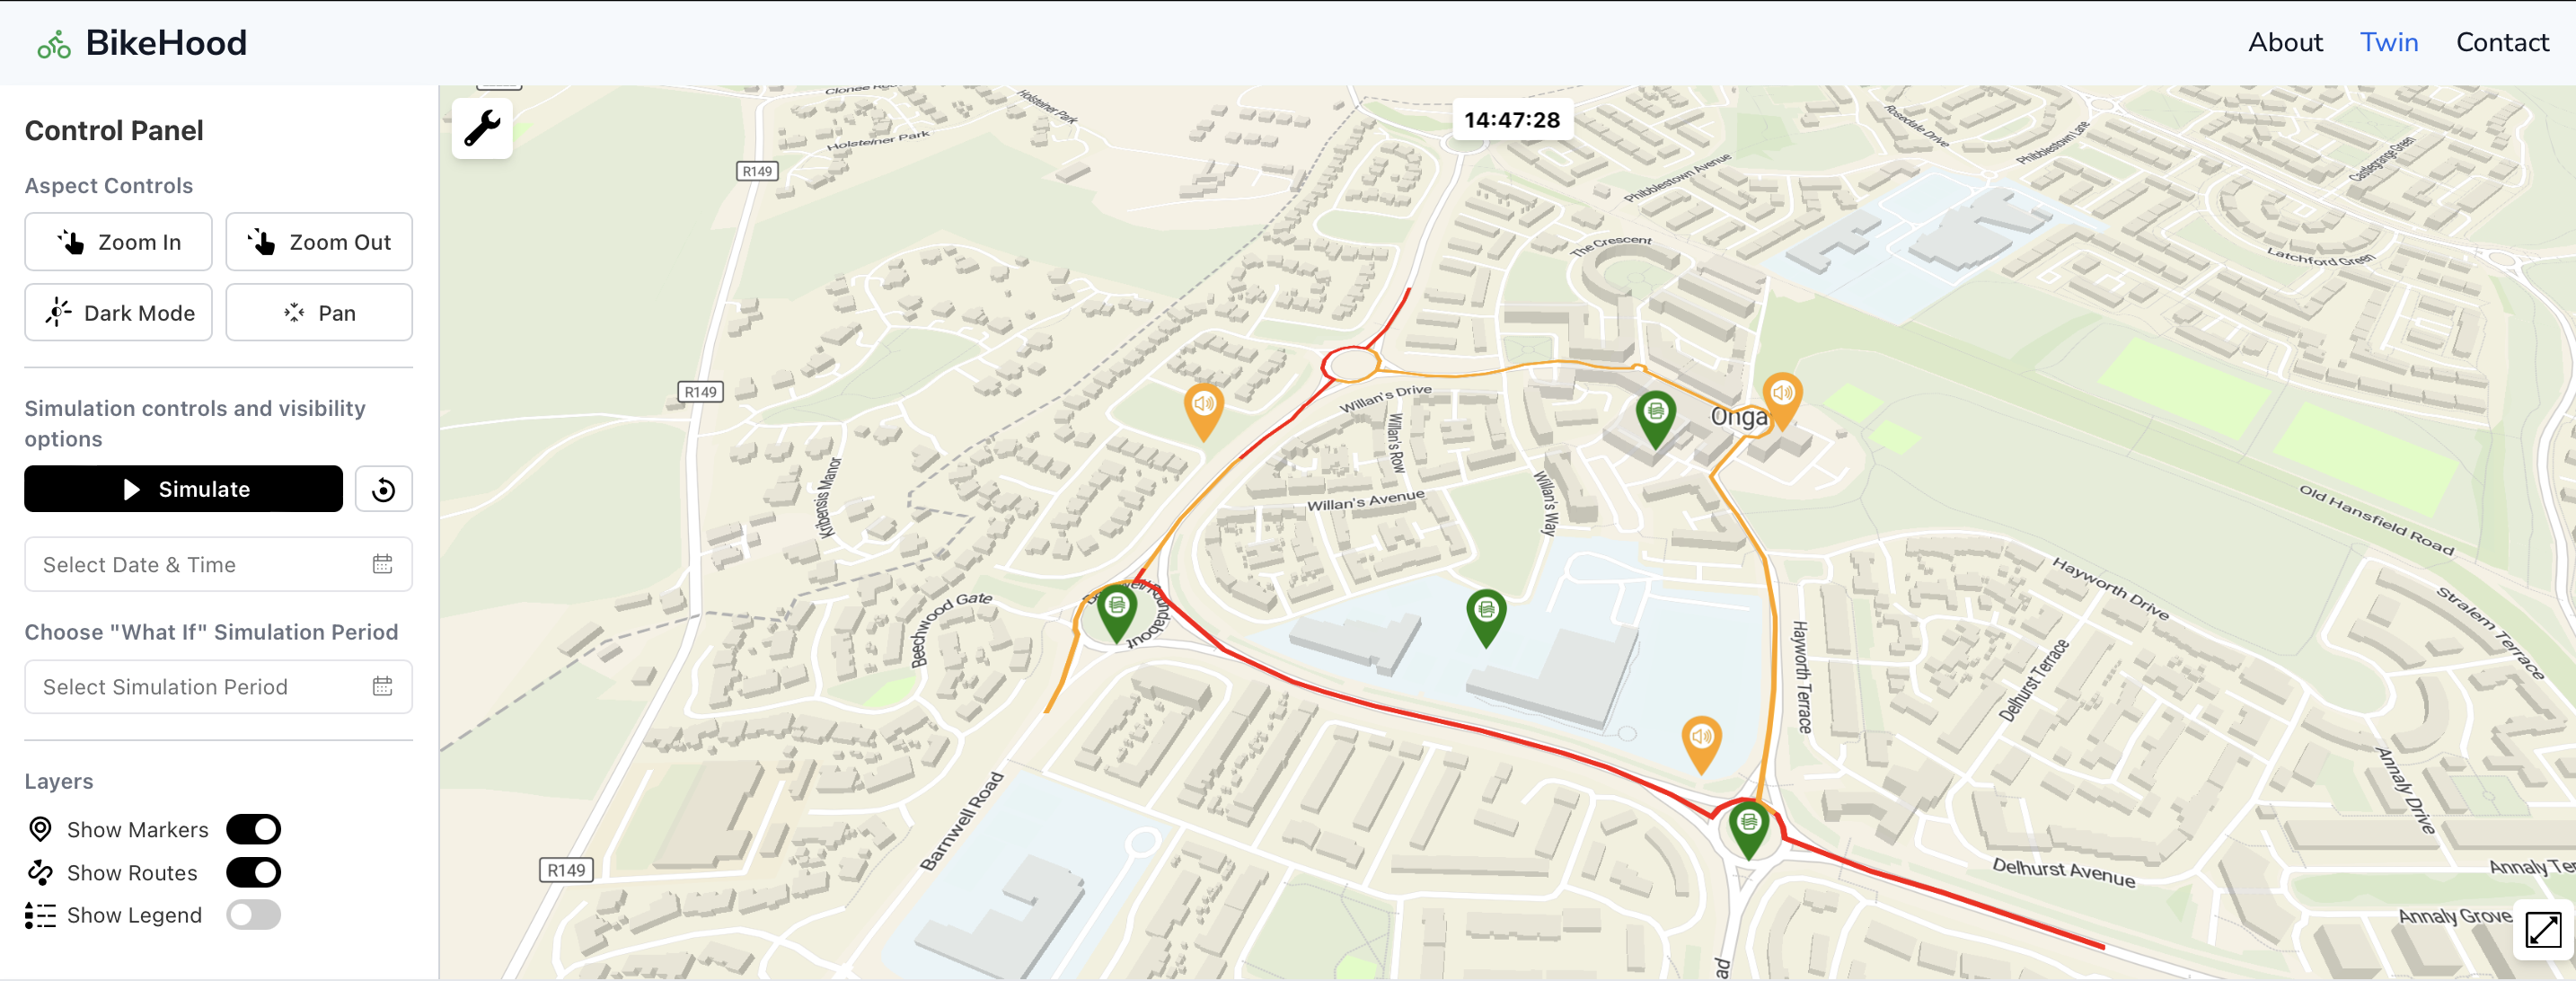 BikeHood
About Twin Contact
Control Panel
Aspect Controls
Zoom In Zoom Out
Dark Mode Pan
Simulation controls and visibility
options
Simulate
Select Date & Time
Choose "What If" Simulation Period
Select Simulation Period
Layers
Show Markers
Show Routes
Show Legend
14:47:28
Holsteiner Park
Holsteiner Park
R149
R149
R149
Rosedale Drive
Phibblestown Lane
Phibblestown Avenue
Castlegrange Green
The Crescent
Latchford Green
Willan's Drive
Willan's Row
Willan's Avenue
Willan's Way
Onga
Kribensis Manor
Beechwood Gate
Barnwell Road
Old Hansfield Road
Hayworth Drive
Hayworth Terrace
Delhurst Terrace
Stralem Terrace
Annaly Drive
Delhurst Avenue
Annaly Te
Annaly Grove
ad